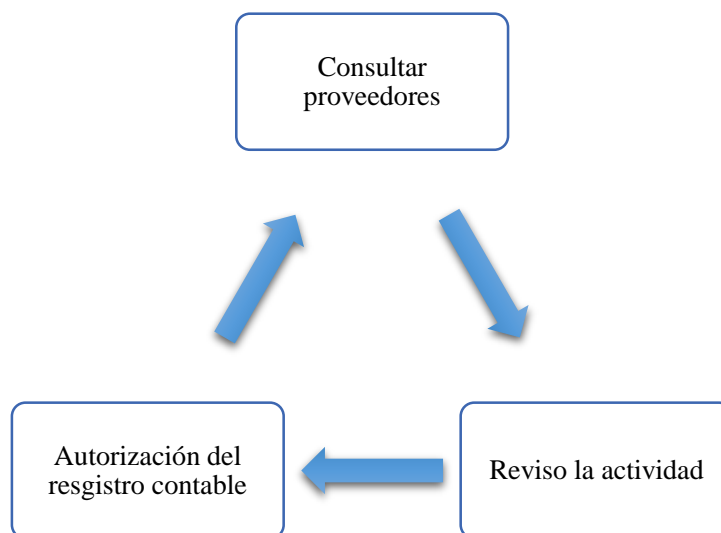 Consultar
proveedores
Autorización del
resgistro contable
Reviso la actividad